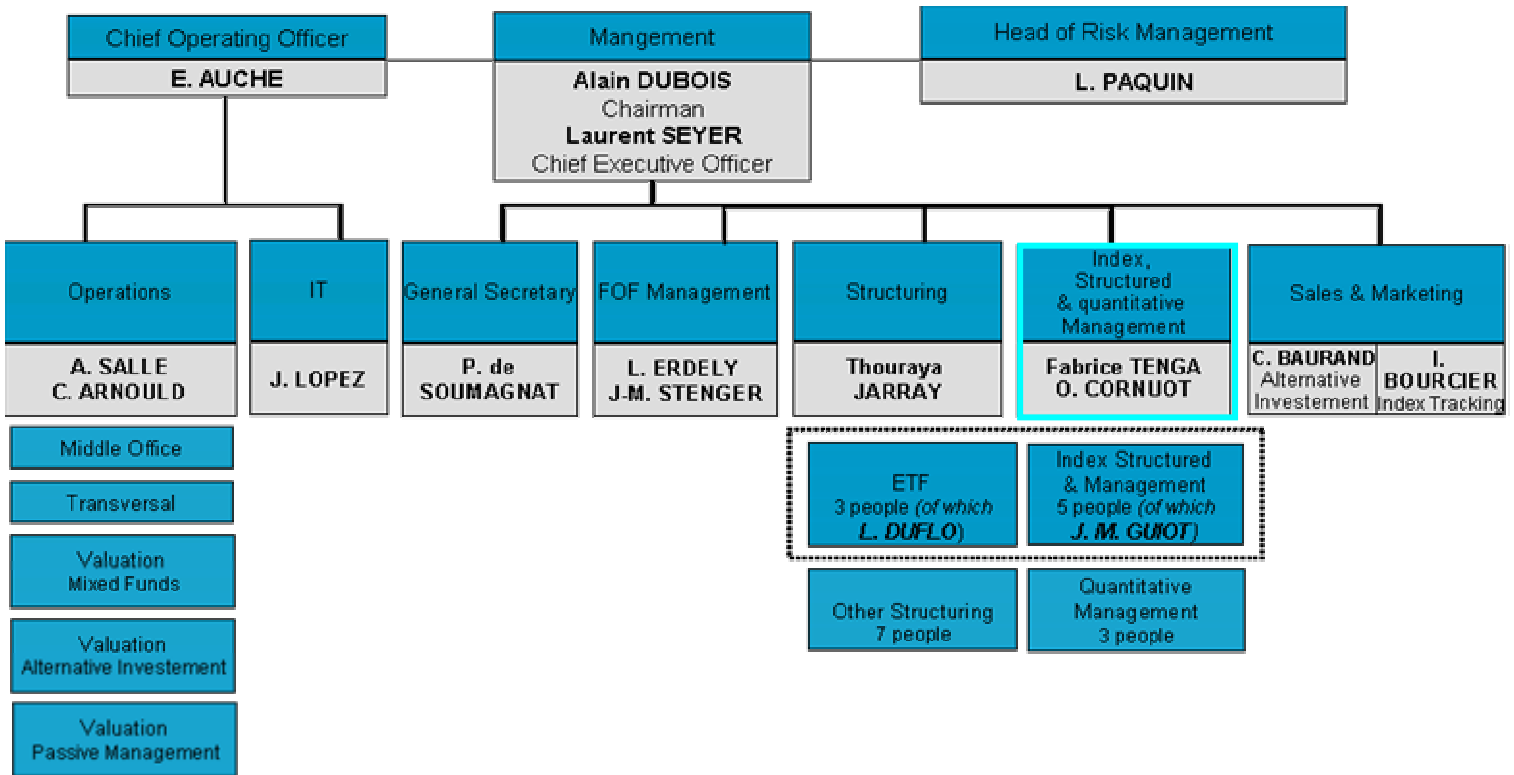 Chief Operating Officer
E. AUCHE
Mangement
Alain DUBOIS
Chairman
Laurent SEYER
Chief Executive Officer
Head of Risk Management
L. PAQUIN
Operations
A. SALLE
C. ARNOULD
IT
J. LOPEZ
General Secretary
P. de
SOUMAGNAT
FOF Management
L. ERDELY
J-M. STENGER
Structuring
Thouraya
JARRAY
Index,
Structured
& quantitative
Management
Fabrice TENGA
O. CORNUOT
Sales & Marketing
C. BAURAND
Alternative
Investement
I.
BOURCIER
Index Tracking
Middle Office
Transversal
Valuation
Mixed Funds
Valuation
Alternative Investement
Valuation
Passive Management
ETF
3 people (of which
L. DUFLO)
Index Structured
& Management
5 people (of which
J. M. GUIOT)
Other Structuring
7 people
Quantitative
Management
3 people